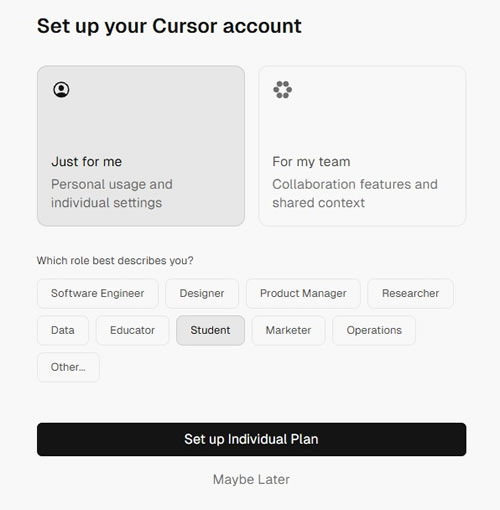 Set up your Cursor account
Just for me
Personal usage and
individual settings
For my team
Collaboration features and
shared context
Which role best describes you?
Software Engineer
Designer
Product Manager
Researcher
Data
Educator
Student
Marketer
Operations
Other...
Set up Individual Plan
Maybe Later